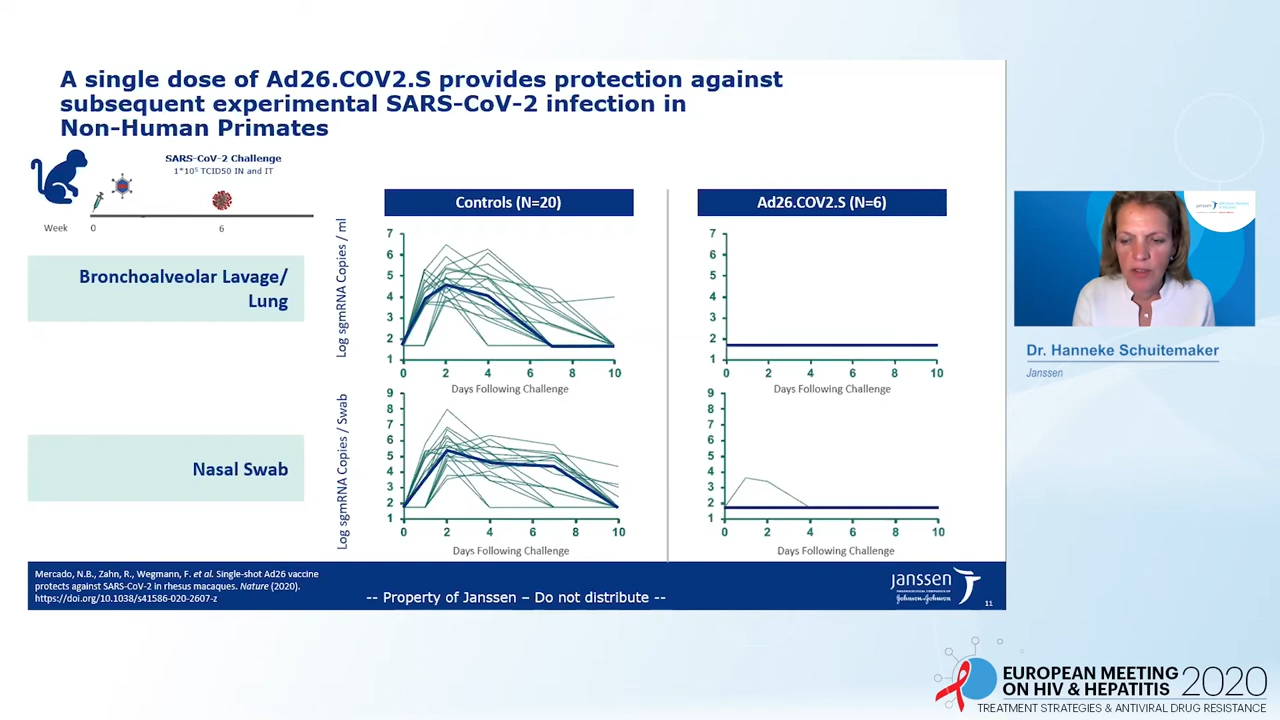 A single dose of Ad26.COV2.S provides protection against
subsequent experimental SARS-CoV-2 infection in
Non-Human Primates
SARS-CoV-2 Challenge
1*10⁵ TCID50 IN and IT
Week 0 6
Bronchoalveolar Lavage/
Lung
Nasal Swab
Controls (N=20)
Log sgmRNA Copies / ml
7
6
5
4
3
2
1
0 2 4 6 8 10
Days Following Challenge
Log sgmRNA Copies / Swab
9
8
7
6
5
4
3
2
1
0 2 4 6 8 10
Days Following Challenge
Ad26.COV2.S (N=6)
7
6
5
4
3
2
1
0 2 4 6 8 10
Days Following Challenge
9
8
7
6
5
4
3
2
1
0 2 4 6 8 10
Days Following Challenge
Mercado, N.B., Zahn, R., Wegmann, F. et al. Single-shot Ad26 vaccine
protects against SARS-CoV-2 in rhesus macaques. Nature (2020).
https://doi.org/10.1038/s41586-020-2607-z
-- Property of Janssen – Do not distribute --
janssen
PHARMACEUTICAL COMPANIES OF
Johnson & Johnson
11
janssen
Dr. Hanneke Schuitemaker
Janssen
EUROPEAN MEETING
ON HIV & HEPATITIS 2020
TREATMENT STRATEGIES & ANTIVIRAL DRUG RESISTANCE